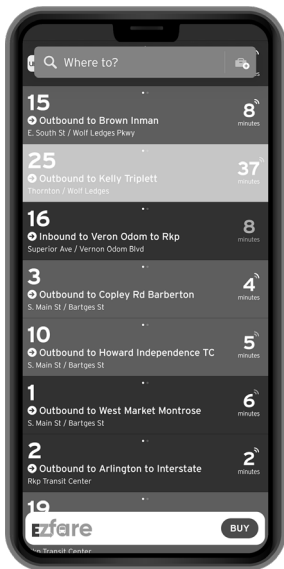 Where to?
15
Outbound to Brown Inman
E. South St / Wolf Ledges Pkwy
8
minutes
25
Outbound to Kelly Triplett
Thornton / Wolf Ledges
37
minutes
16
Inbound to Veron Odom to Rkp
Superior Ave / Vernon Odom Blvd
8
minutes
3
Outbound to Copley Rd Barberton
S. Main St / Bartges St
4
minutes
10
Outbound to Howard Independence TC
S. Main St / Bartges St
5
minutes
1
Outbound to West Market Montrose
S. Main St / Bartges St
6
minutes
2
Outbound to Arlington to Interstate
Rkp Transit Center
2
minutes
19
EZfare
BUY
Rkp Transit Center